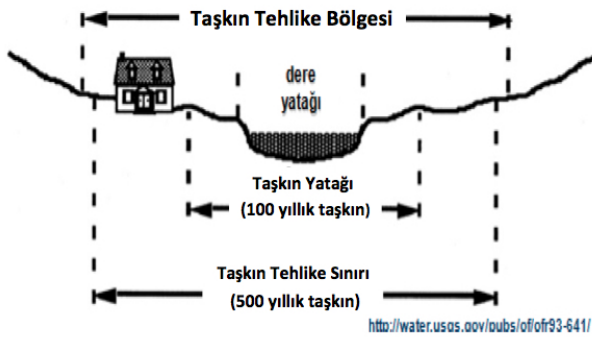 Taşkın Tehlike Bölgesi
dere
yatağı
Taşkın Yatağı
(100 yıllık taşkın)
Taşkın Tehlike Sınırı
(500 yıllık taşkın)
http://water.usgs.gov/pubs/of/ofr93-641/